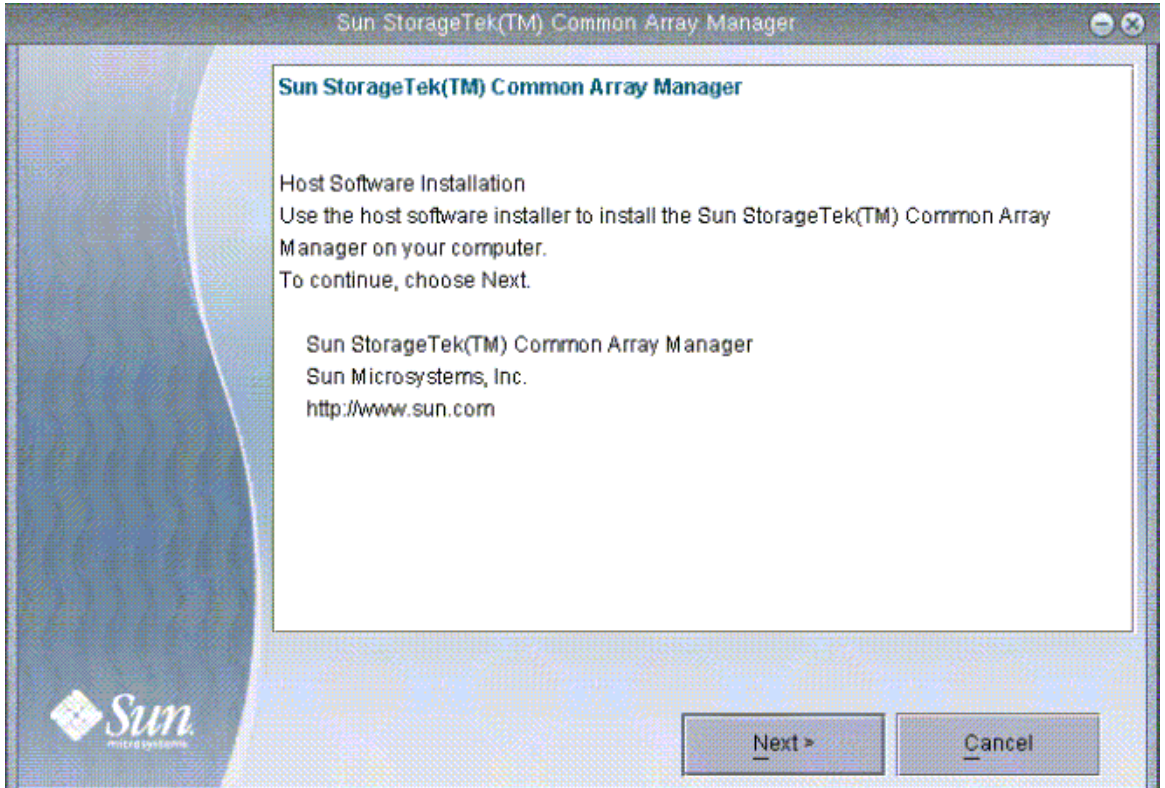 Sun StorageTek(TM) Common Array Manager
Sun StorageTek(TM) Common Array Manager
Host Software Installation
Use the host software installer to install the Sun StorageTek(TM) Common Array
Manager on your computer.
To continue, choose Next.
Sun StorageTek(TM) Common Array Manager
Sun Microsystems, Inc.
http://www.sun.com
Sun
microsystems
Next >
Cancel